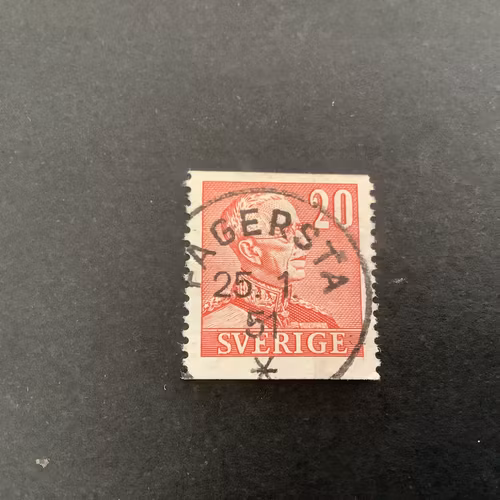 20
FAGERSTA
25. 1
51
SVERIGE